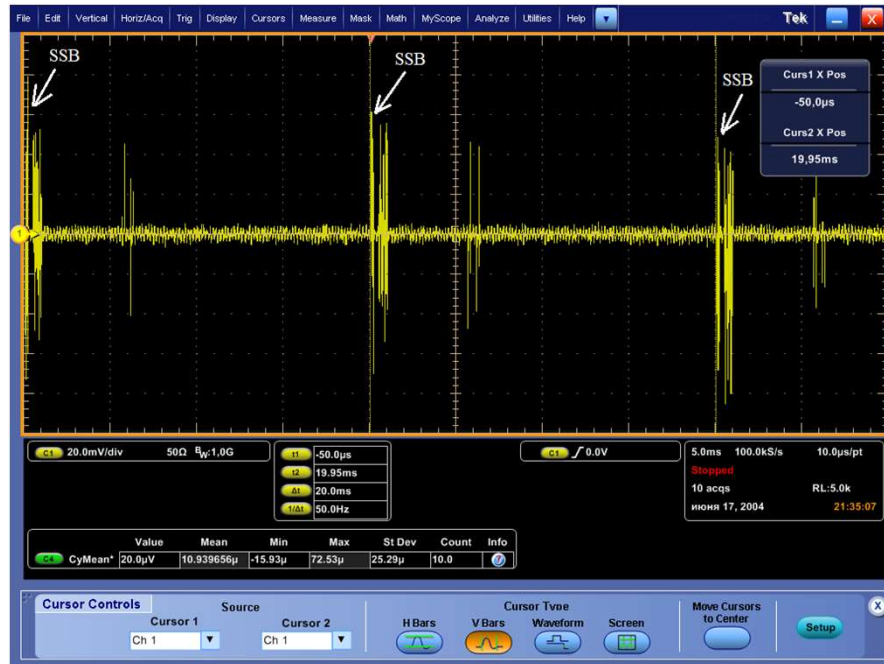 File Edit Vertical Horiz/Acq Trig Display Cursors Measure Mask Math MyScope Analyze Utilities Help Tek X
SSB
SSB
SSB
Curs1 X Pos
-50,0µs
Curs2 X Pos
19,95ms
1
C1 20.0mV/div 50Ω BW:1,0G
t1 -50.0µs
t2 19.95ms
Δt 20.0ms
1/Δt 50.0Hz
C1 0.0V
5.0ms 100.0kS/s 10.0µs/pt
Stopped
10 acqs RL:5.0k
июня 17, 2004 21:35:07
Value Mean Min Max St Dev Count Info
C4 CyMean* 20.0µV 10.939656µ -15.93µ 72.53µ 25.29µ 10.0
Cursor Controls
Source
Cursor 1 Cursor 2
Ch 1 Ch 1
Cursor Type
H Bars V Bars Waveform Screen
Move Cursors
to Center
Setup
X